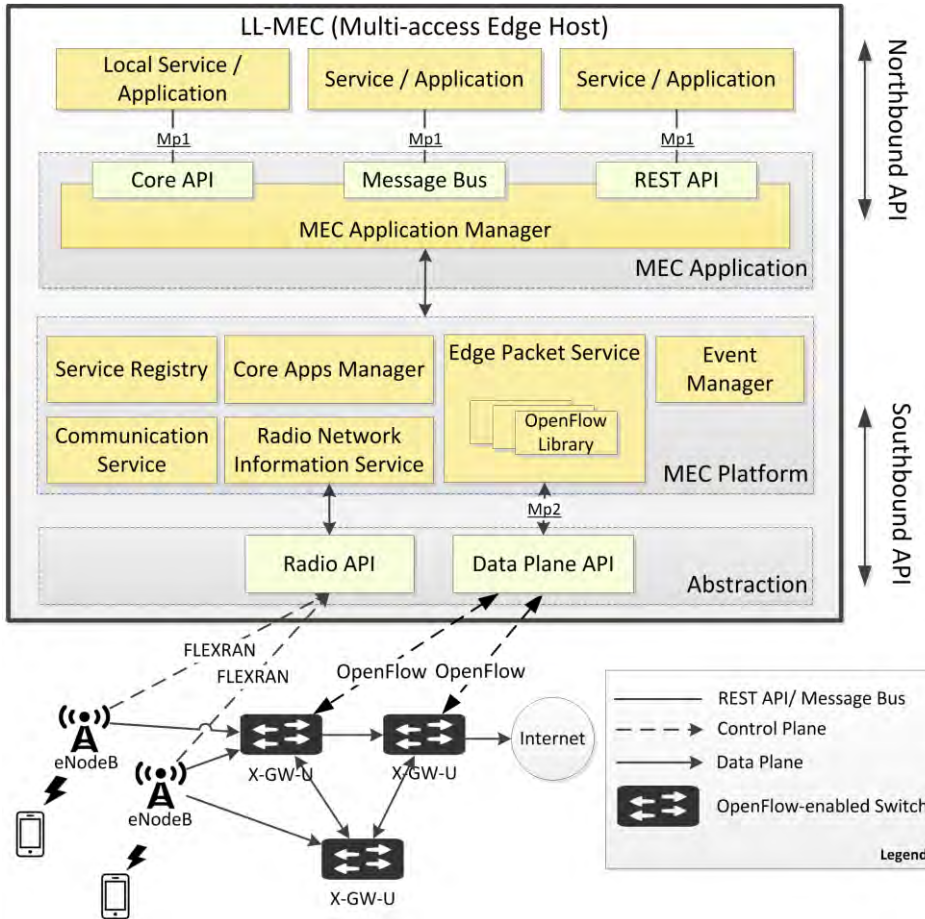 LL-MEC (Multi-access Edge Host)
Local Service /
Application
Service / Application
Service / Application
Mp1
Mp1
Mp1
Core API
Message Bus
REST API
MEC Application Manager
MEC Application
Northbound API
Service Registry
Core Apps Manager
Edge Packet Service
Event
Manager
OpenFlow
Library
Communication
Service
Radio Network
Information Service
MEC Platform
Southbound API
Mp2
Radio API
Data Plane API
Abstraction
FLEXRAN
FLEXRAN
OpenFlow
OpenFlow
eNodeB
eNodeB
X-GW-U
X-GW-U
X-GW-U
Internet
REST API/ Message Bus
Control Plane
Data Plane
OpenFlow-enabled Switch
Legend